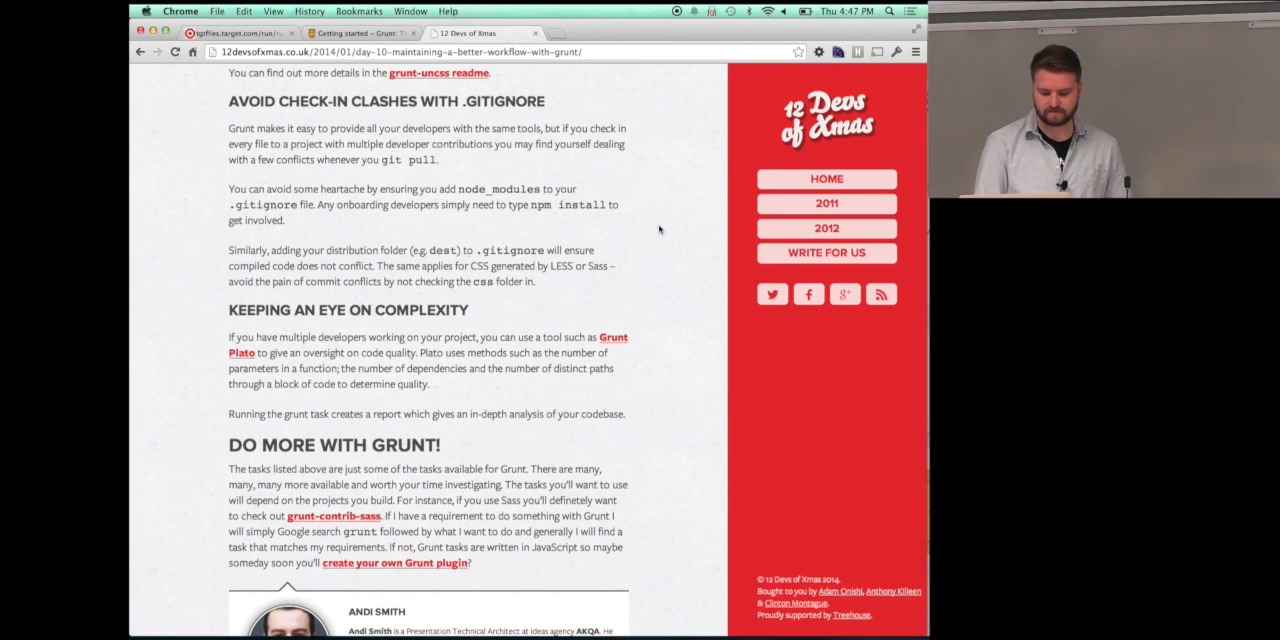 Chrome File Edit View History Bookmarks Window Help Thu 4:47 PM
tgtfiles.target.com/run/ru
Getting started – Grunt: Th
12 Devs of Xmas
12devsofxmas.co.uk/2014/01/day-10-maintaining-a-better-workflow-with-grunt/
You can find out more details in the grunt-uncss readme.
AVOID CHECK-IN CLASHES WITH .GITIGNORE
Grunt makes it easy to provide all your developers with the same tools, but if you check in
every file to a project with multiple developer contributions you may find yourself dealing
with a few conflicts whenever you git pull.
You can avoid some heartache by ensuring you add node_modules to your
.gitignore file. Any onboarding developers simply need to type npm install to
get involved.
Similarly, adding your distribution folder (e.g. dest) to .gitignore will ensure
compiled code does not conflict. The same applies for CSS generated by LESS or Sass –
avoid the pain of commit conflicts by not checking the css folder in.
KEEPING AN EYE ON COMPLEXITY
If you have multiple developers working on your project, you can use a tool such as Grunt
Plato to give an oversight on code quality. Plato uses methods such as the number of
parameters in a function; the number of dependencies and the number of distinct paths
through a block of code to determine quality.
Running the grunt task creates a report which gives an in-depth analysis of your codebase.
DO MORE WITH GRUNT!
The tasks listed above are just some of the tasks available for Grunt. There are many,
many, many more available and worth your time investigating. The tasks you'll want to use
will depend on the projects you build. For instance, if you use Sass you'll definetely want
to check out grunt-contrib-sass. If I have a requirement to do something with Grunt I
will simply Google search grunt followed by what I want to do and generally I will find a
task that matches my requirements. If not, Grunt tasks are written in JavaScript so maybe
someday soon you'll create your own Grunt plugin?
ANDI SMITH
Andi Smith is a Presentation Technical Architect at ideas agency AKQA. He
12 Devs
of Xmas
HOME
2011
2012
WRITE FOR US
© 12 Devs of Xmas 2014.
Bought to you by Adam Onishi, Anthony Killeen
& Clinton Montague.
Proudly supported by Treehouse.